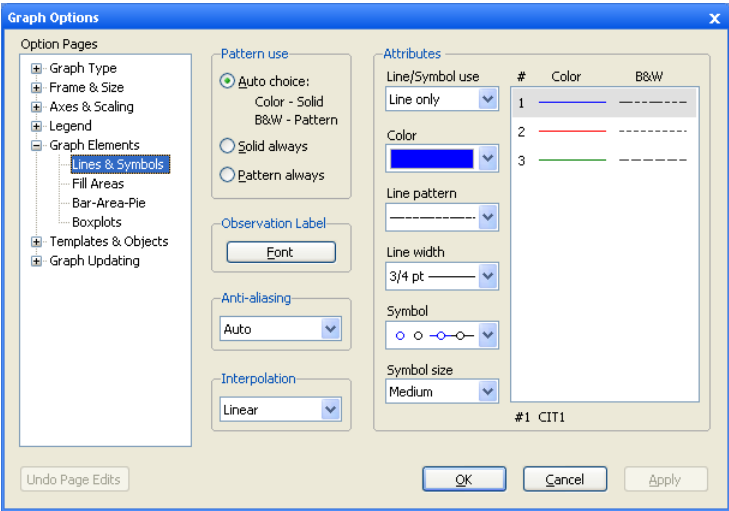 Graph Options
Option Pages
Graph Type
Frame & Size
Axes & Scaling
Legend
Graph Elements
Lines & Symbols
Fill Areas
Bar-Area-Pie
Boxplots
Templates & Objects
Graph Updating
Pattern use
Auto choice:
Color - Solid
B&W - Pattern
Solid always
Pattern always
Observation Label
Font
Anti-aliasing
Auto
Interpolation
Linear
Attributes
Line/Symbol use
Line only
Color
Line pattern
Line width
3/4 pt
Symbol
Symbol size
Medium
# Color B&W
1
2
3
#1 CIT1
Undo Page Edits
OK
Cancel
Apply